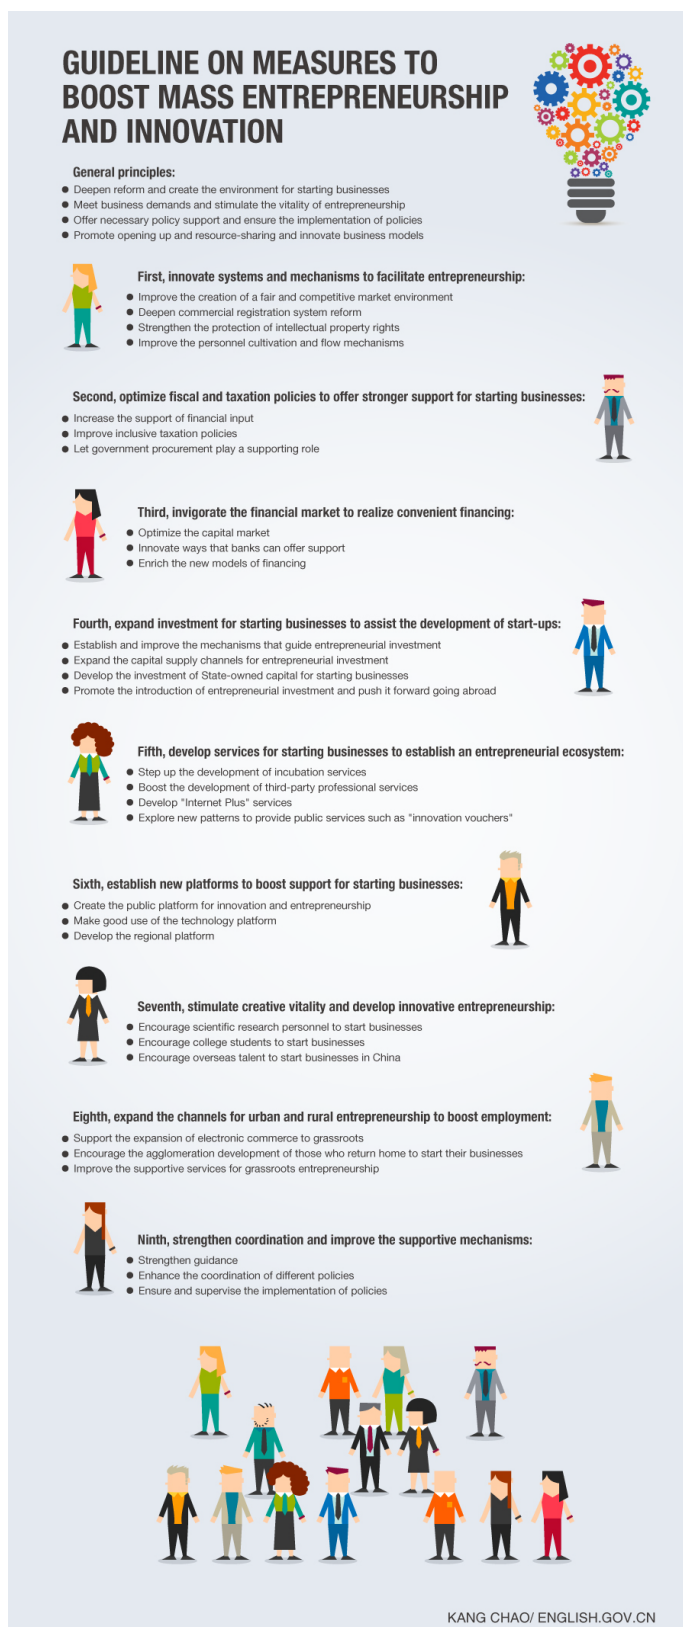 GUIDELINE ON MEASURES TO
BOOST MASS ENTREPRENEURSHIP
AND INNOVATION
General principles:
● Deepen reform and create the environment for starting businesses
● Meet business demands and stimulate the vitality of entrepreneurship
● Offer necessary policy support and ensure the implementation of policies
● Promote opening up and resource-sharing and innovate business models
First, innovate systems and mechanisms to facilitate entrepreneurship:
● Improve the creation of a fair and competitive market environment
● Deepen commercial registration system reform
● Strengthen the protection of intellectual property rights
● Improve the personnel cultivation and flow mechanisms
Second, optimize fiscal and taxation policies to offer stronger support for starting businesses:
● Increase the support of financial input
● Improve inclusive taxation policies
● Let government procurement play a supporting role
Third, invigorate the financial market to realize convenient financing:
● Optimize the capital market
● Innovate ways that banks can offer support
● Enrich the new models of financing
Fourth, expand investment for starting businesses to assist the development of start-ups:
● Establish and improve the mechanisms that guide entrepreneurial investment
● Expand the capital supply channels for entrepreneurial investment
● Develop the investment of State-owned capital for starting businesses
● Promote the introduction of entrepreneurial investment and push it forward going abroad
Fifth, develop services for starting businesses to establish an entrepreneurial ecosystem:
● Step up the development of incubation services
● Boost the development of third-party professional services
● Develop "Internet Plus" services
● Explore new patterns to provide public services such as "innovation vouchers"
Sixth, establish new platforms to boost support for starting businesses:
● Create the public platform for innovation and entrepreneurship
● Make good use of the technology platform
● Develop the regional platform
Seventh, stimulate creative vitality and develop innovative entrepreneurship:
● Encourage scientific research personnel to start businesses
● Encourage college students to start businesses
● Encourage overseas talent to start businesses in China
Eighth, expand the channels for urban and rural entrepreneurship to boost employment:
● Support the expansion of electronic commerce to grassroots
● Encourage the agglomeration development of those who return home to start their businesses
● Improve the supportive services for grassroots entrepreneurship
Ninth, strengthen coordination and improve the supportive mechanisms:
● Strengthen guidance
● Enhance the coordination of different policies
● Ensure and supervise the implementation of policies
KANG CHAO/ ENGLISH.GOV.CN